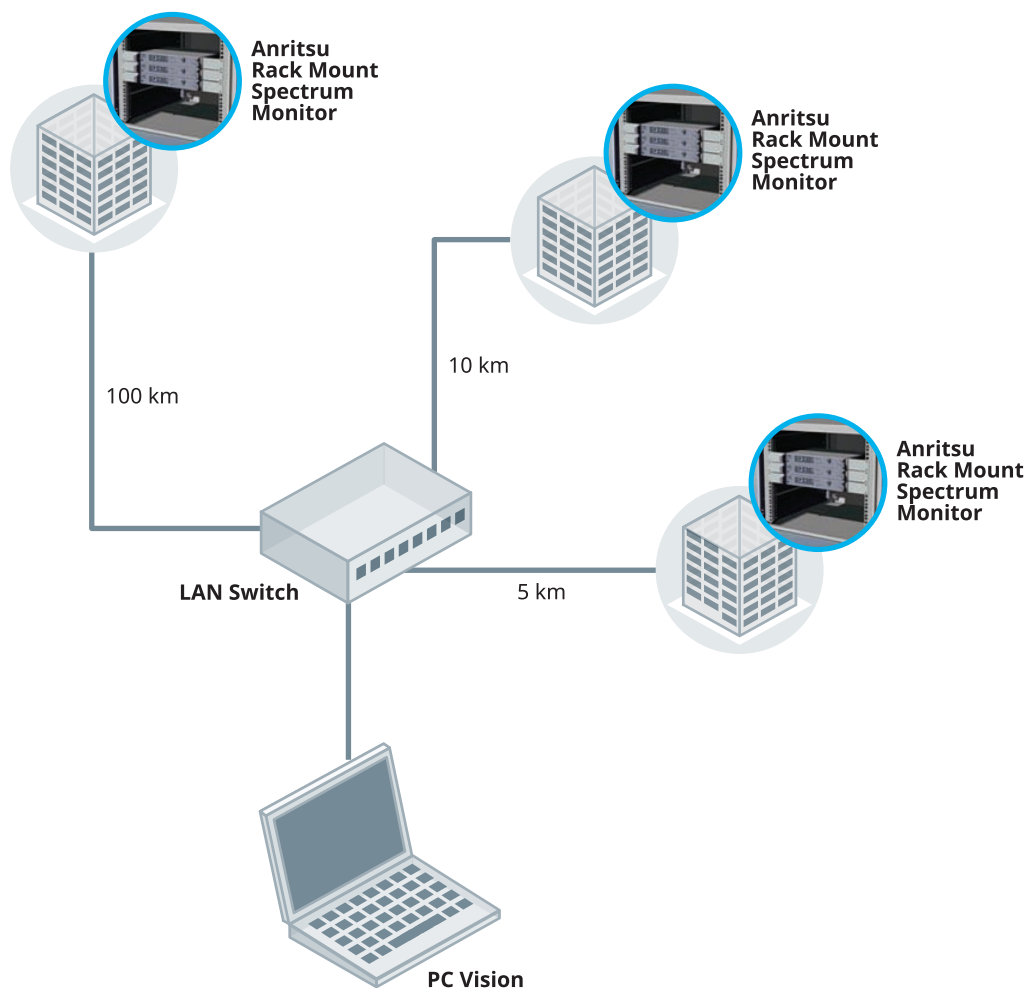 Anritsu
Rack Mount
Spectrum
Monitor
Anritsu
Rack Mount
Spectrum
Monitor
10 km
100 km
Anritsu
Rack Mount
Spectrum
Monitor
LAN Switch
5 km
PC Vision